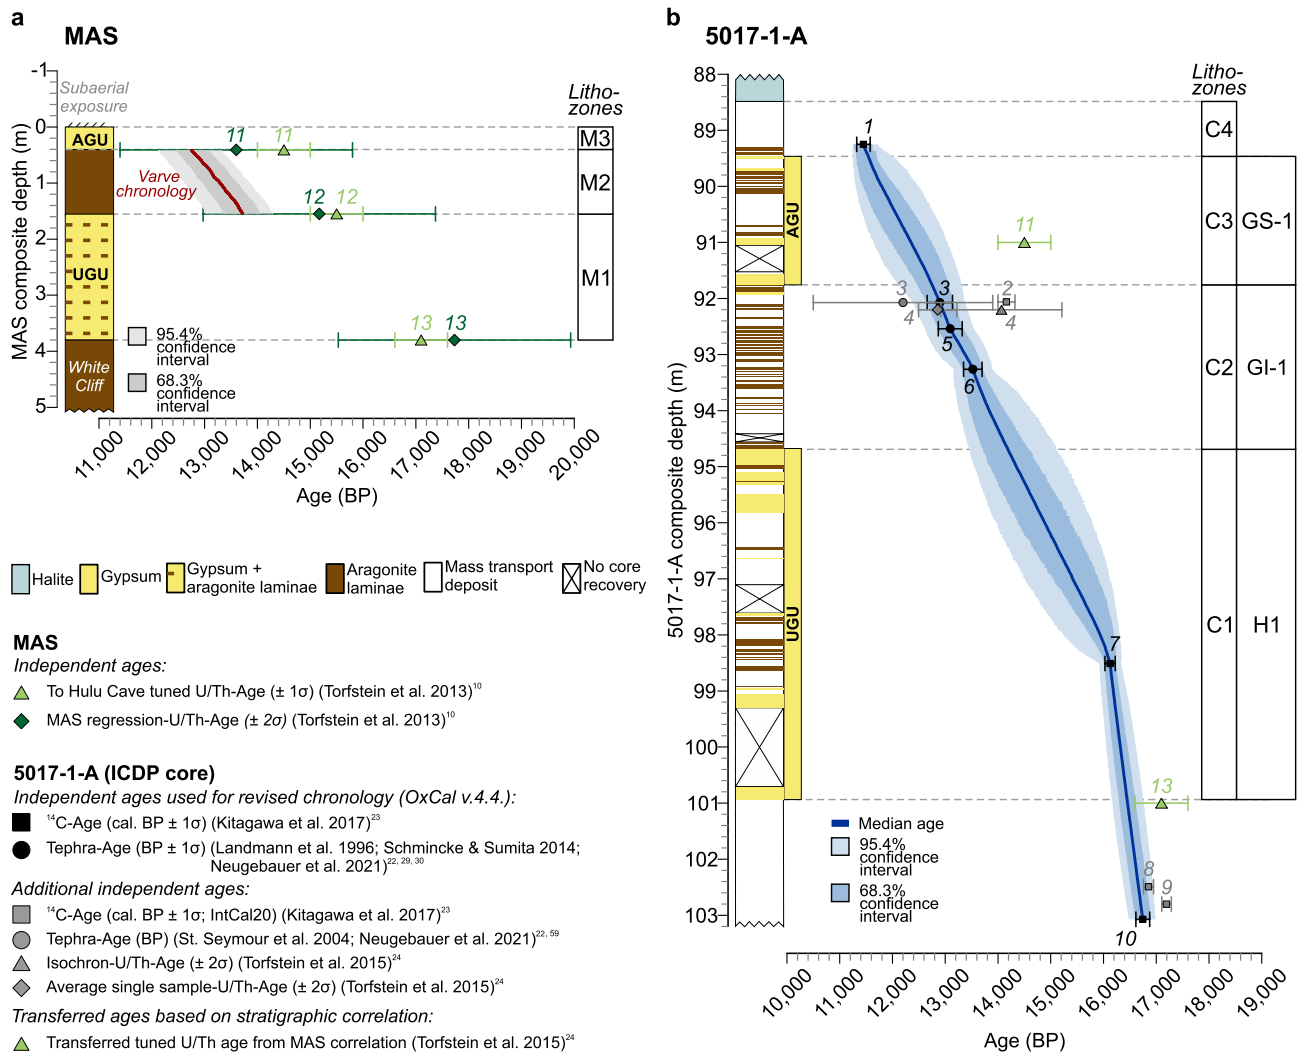 a
MAS
-1
0
1
2
3
4
5
MAS composite depth (m)
Subaerial
exposure
AGU
UGU
White
Cliff
Varve
chronology
11
11
12
12
13
13
95.4%
confidence
interval
68.3%
confidence
interval
Litho-
zones
M3
M2
M1
11,000
12,000
13,000
14,000
15,000
16,000
17,000
18,000
19,000
20,000
Age (BP)
Halite
Gypsum
Gypsum +
aragonite laminae
Aragonite
laminae
Mass transport
deposit
No core
recovery
MAS
Independent ages:
To Hulu Cave tuned U/Th-Age (± 1σ) (Torfstein et al. 2013)10
MAS regression-U/Th-Age (± 2σ) (Torfstein et al. 2013)10
5017-1-A (ICDP core)
Independent ages used for revised chronology (OxCal v.4.4.):
14C-Age (cal. BP ± 1σ) (Kitagawa et al. 2017)23
Tephra-Age (BP ± 1σ) (Landmann et al. 1996; Schmincke & Sumita 2014;
Neugebauer et al. 2021)22, 29, 30
Additional independent ages:
14C-Age (cal. BP ± 1σ; IntCal20) (Kitagawa et al. 2017)23
Tephra-Age (BP) (St. Seymour et al. 2004; Neugebauer et al. 2021)22, 59
Isochron-U/Th-Age (± 2σ) (Torfstein et al. 2015)24
Average single sample-U/Th-Age (± 2σ) (Torfstein et al. 2015)24
Transferred ages based on stratigraphic correlation:
Transferred tuned U/Th age from MAS correlation (Torfstein et al. 2015)24
b
5017-1-A
88
89
90
91
92
93
94
95
96
97
98
99
100
101
102
103
5017-1-A composite depth (m)
AGU
UGU
1
11
3
3
2
4
4
5
6
7
13
8
9
10
Median age
95.4%
confidence
interval
68.3%
confidence
interval
Litho-
zones
C4
C3
GS-1
C2
GI-1
C1
H1
10,000
11,000
12,000
13,000
14,000
15,000
16,000
17,000
18,000
19,000
Age (BP)